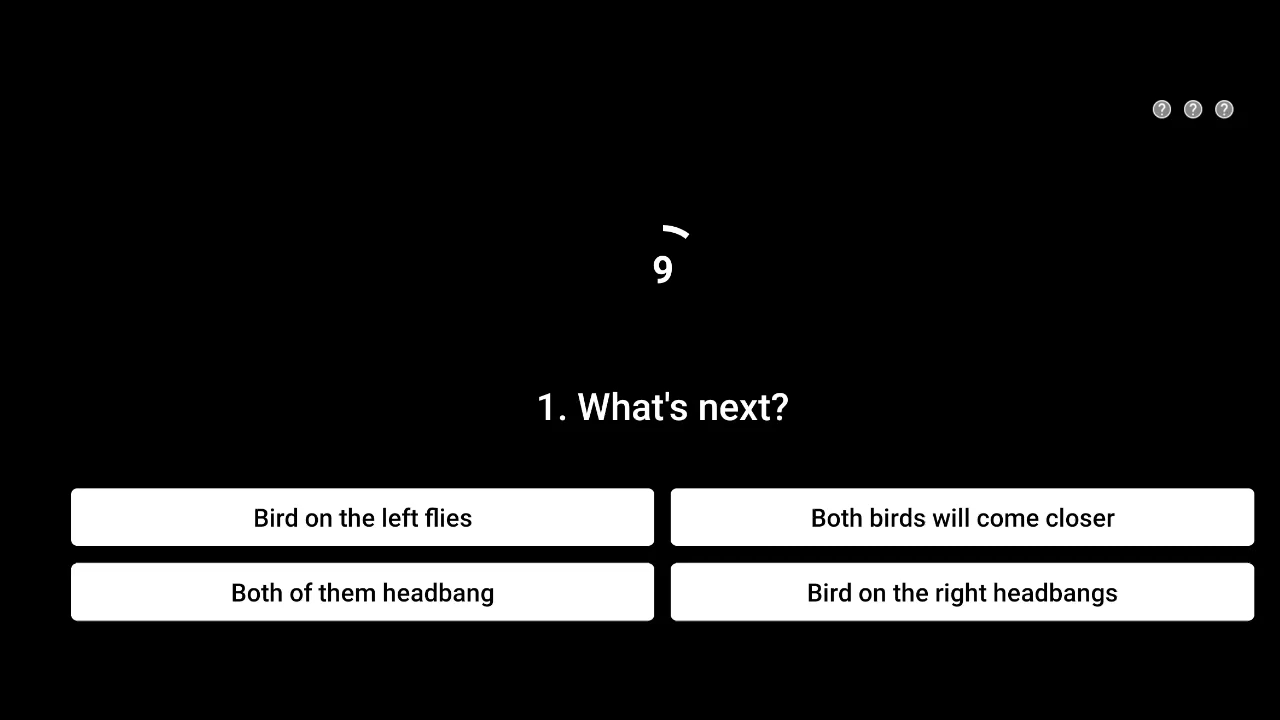 ? ? ?
9
1. What's next?
Bird on the left flies
Both birds will come closer
Both of them headbang
Bird on the right headbangs